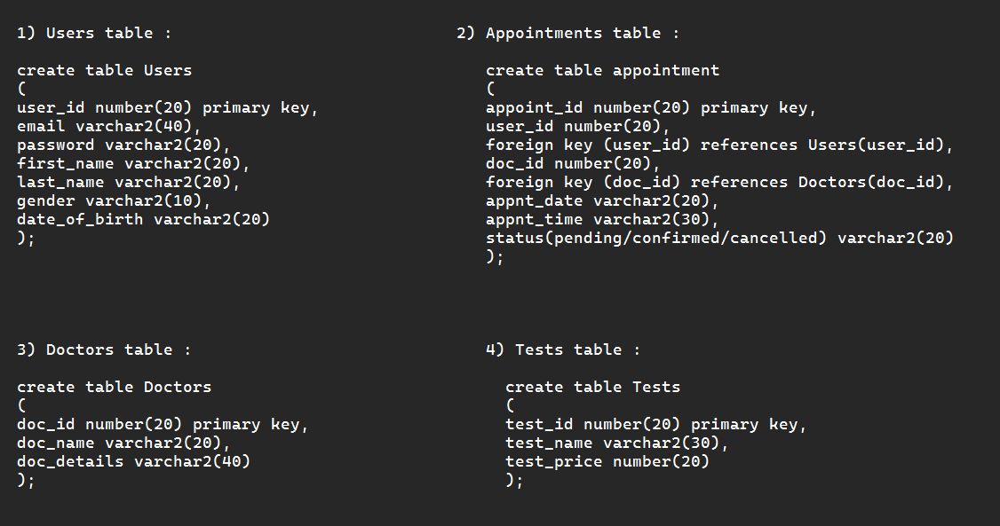 1) Users table :
create table Users
(
user_id number(20) primary key,
email varchar2(40),
password varchar2(20),
first_name varchar2(20),
last_name varchar2(20),
gender varchar2(10),
date_of_birth varchar2(20)
);
2) Appointments table :
create table appointment
(
appoint_id number(20) primary key,
user_id number(20),
foreign key (user_id) references Users(user_id),
doc_id number(20),
foreign key (doc_id) references Doctors(doc_id),
appnt_date varchar2(20),
appnt_time varchar2(30),
status(pending/confirmed/cancelled) varchar2(20)
);
3) Doctors table :
create table Doctors
(
doc_id number(20) primary key,
doc_name varchar2(20),
doc_details varchar2(40)
);
4) Tests table :
create table Tests
(
test_id number(20) primary key,
test_name varchar2(30),
test_price number(20)
);